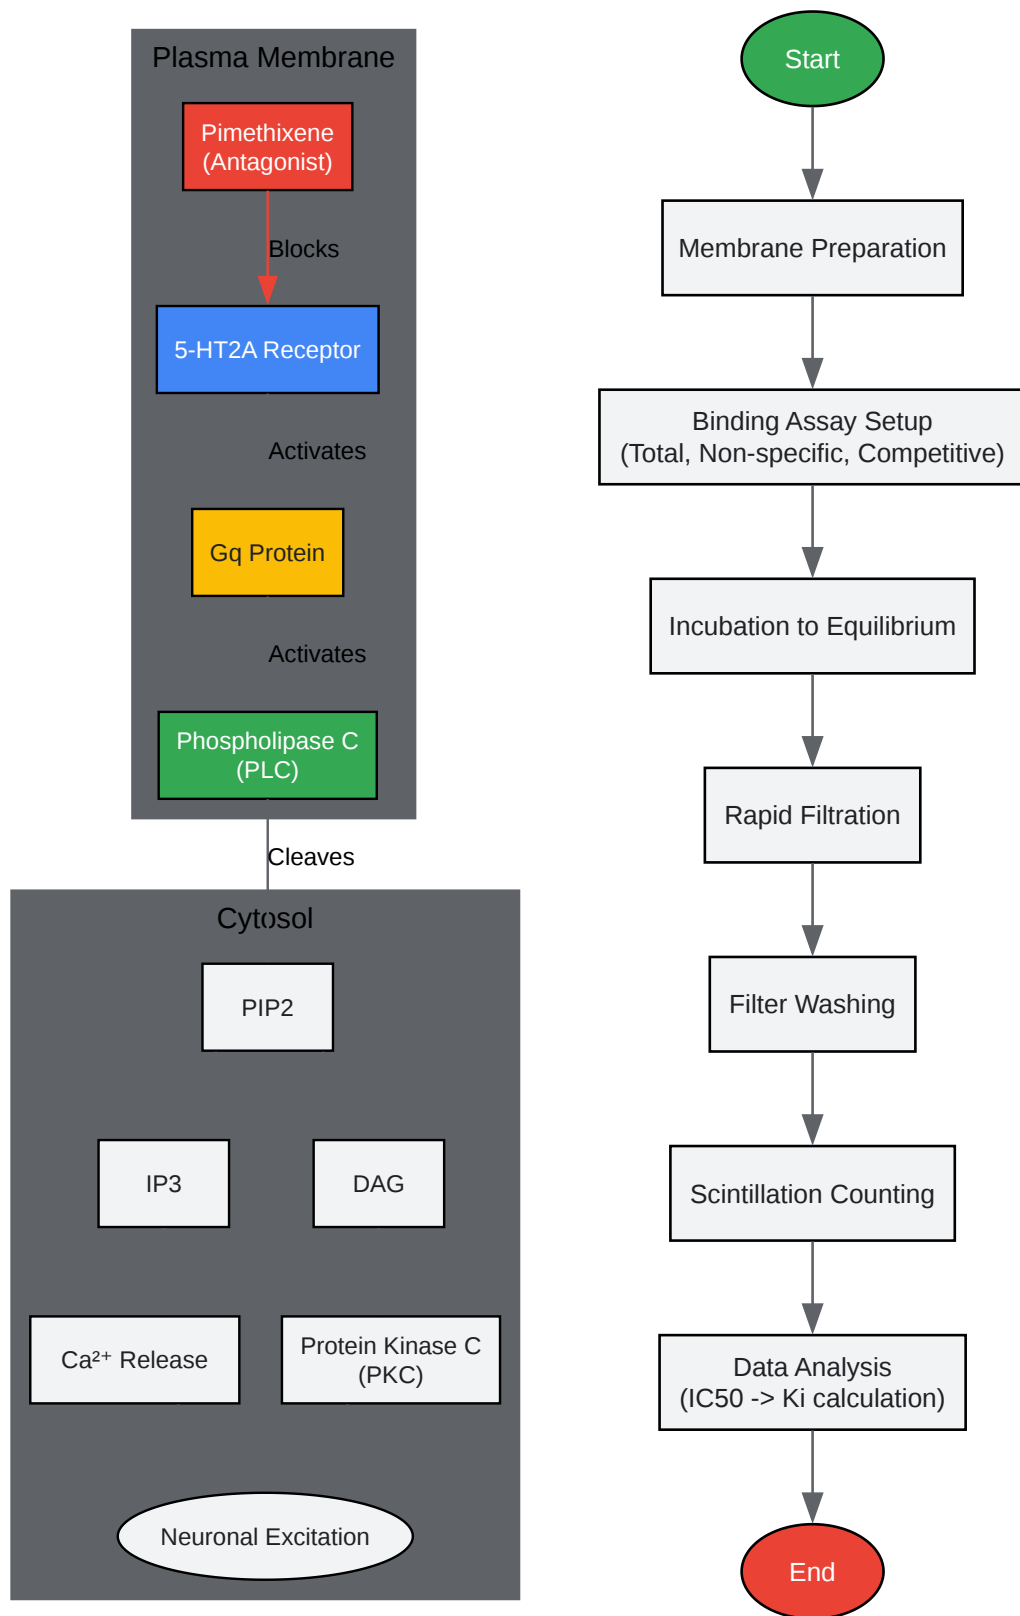 Plasma Membrane
Pimethixene
(Antagonist)
Blocks
5-HT2A Receptor
Activates
Gq Protein
Activates
Phospholipase C
(PLC)
Cleaves
Cytosol
PIP2
IP3
DAG
Ca²⁺ Release
Protein Kinase C
(PKC)
Neuronal Excitation
Start
Membrane Preparation
Binding Assay Setup
(Total, Non-specific, Competitive)
Incubation to Equilibrium
Rapid Filtration
Filter Washing
Scintillation Counting
Data Analysis
(IC50 -> Ki calculation)
End